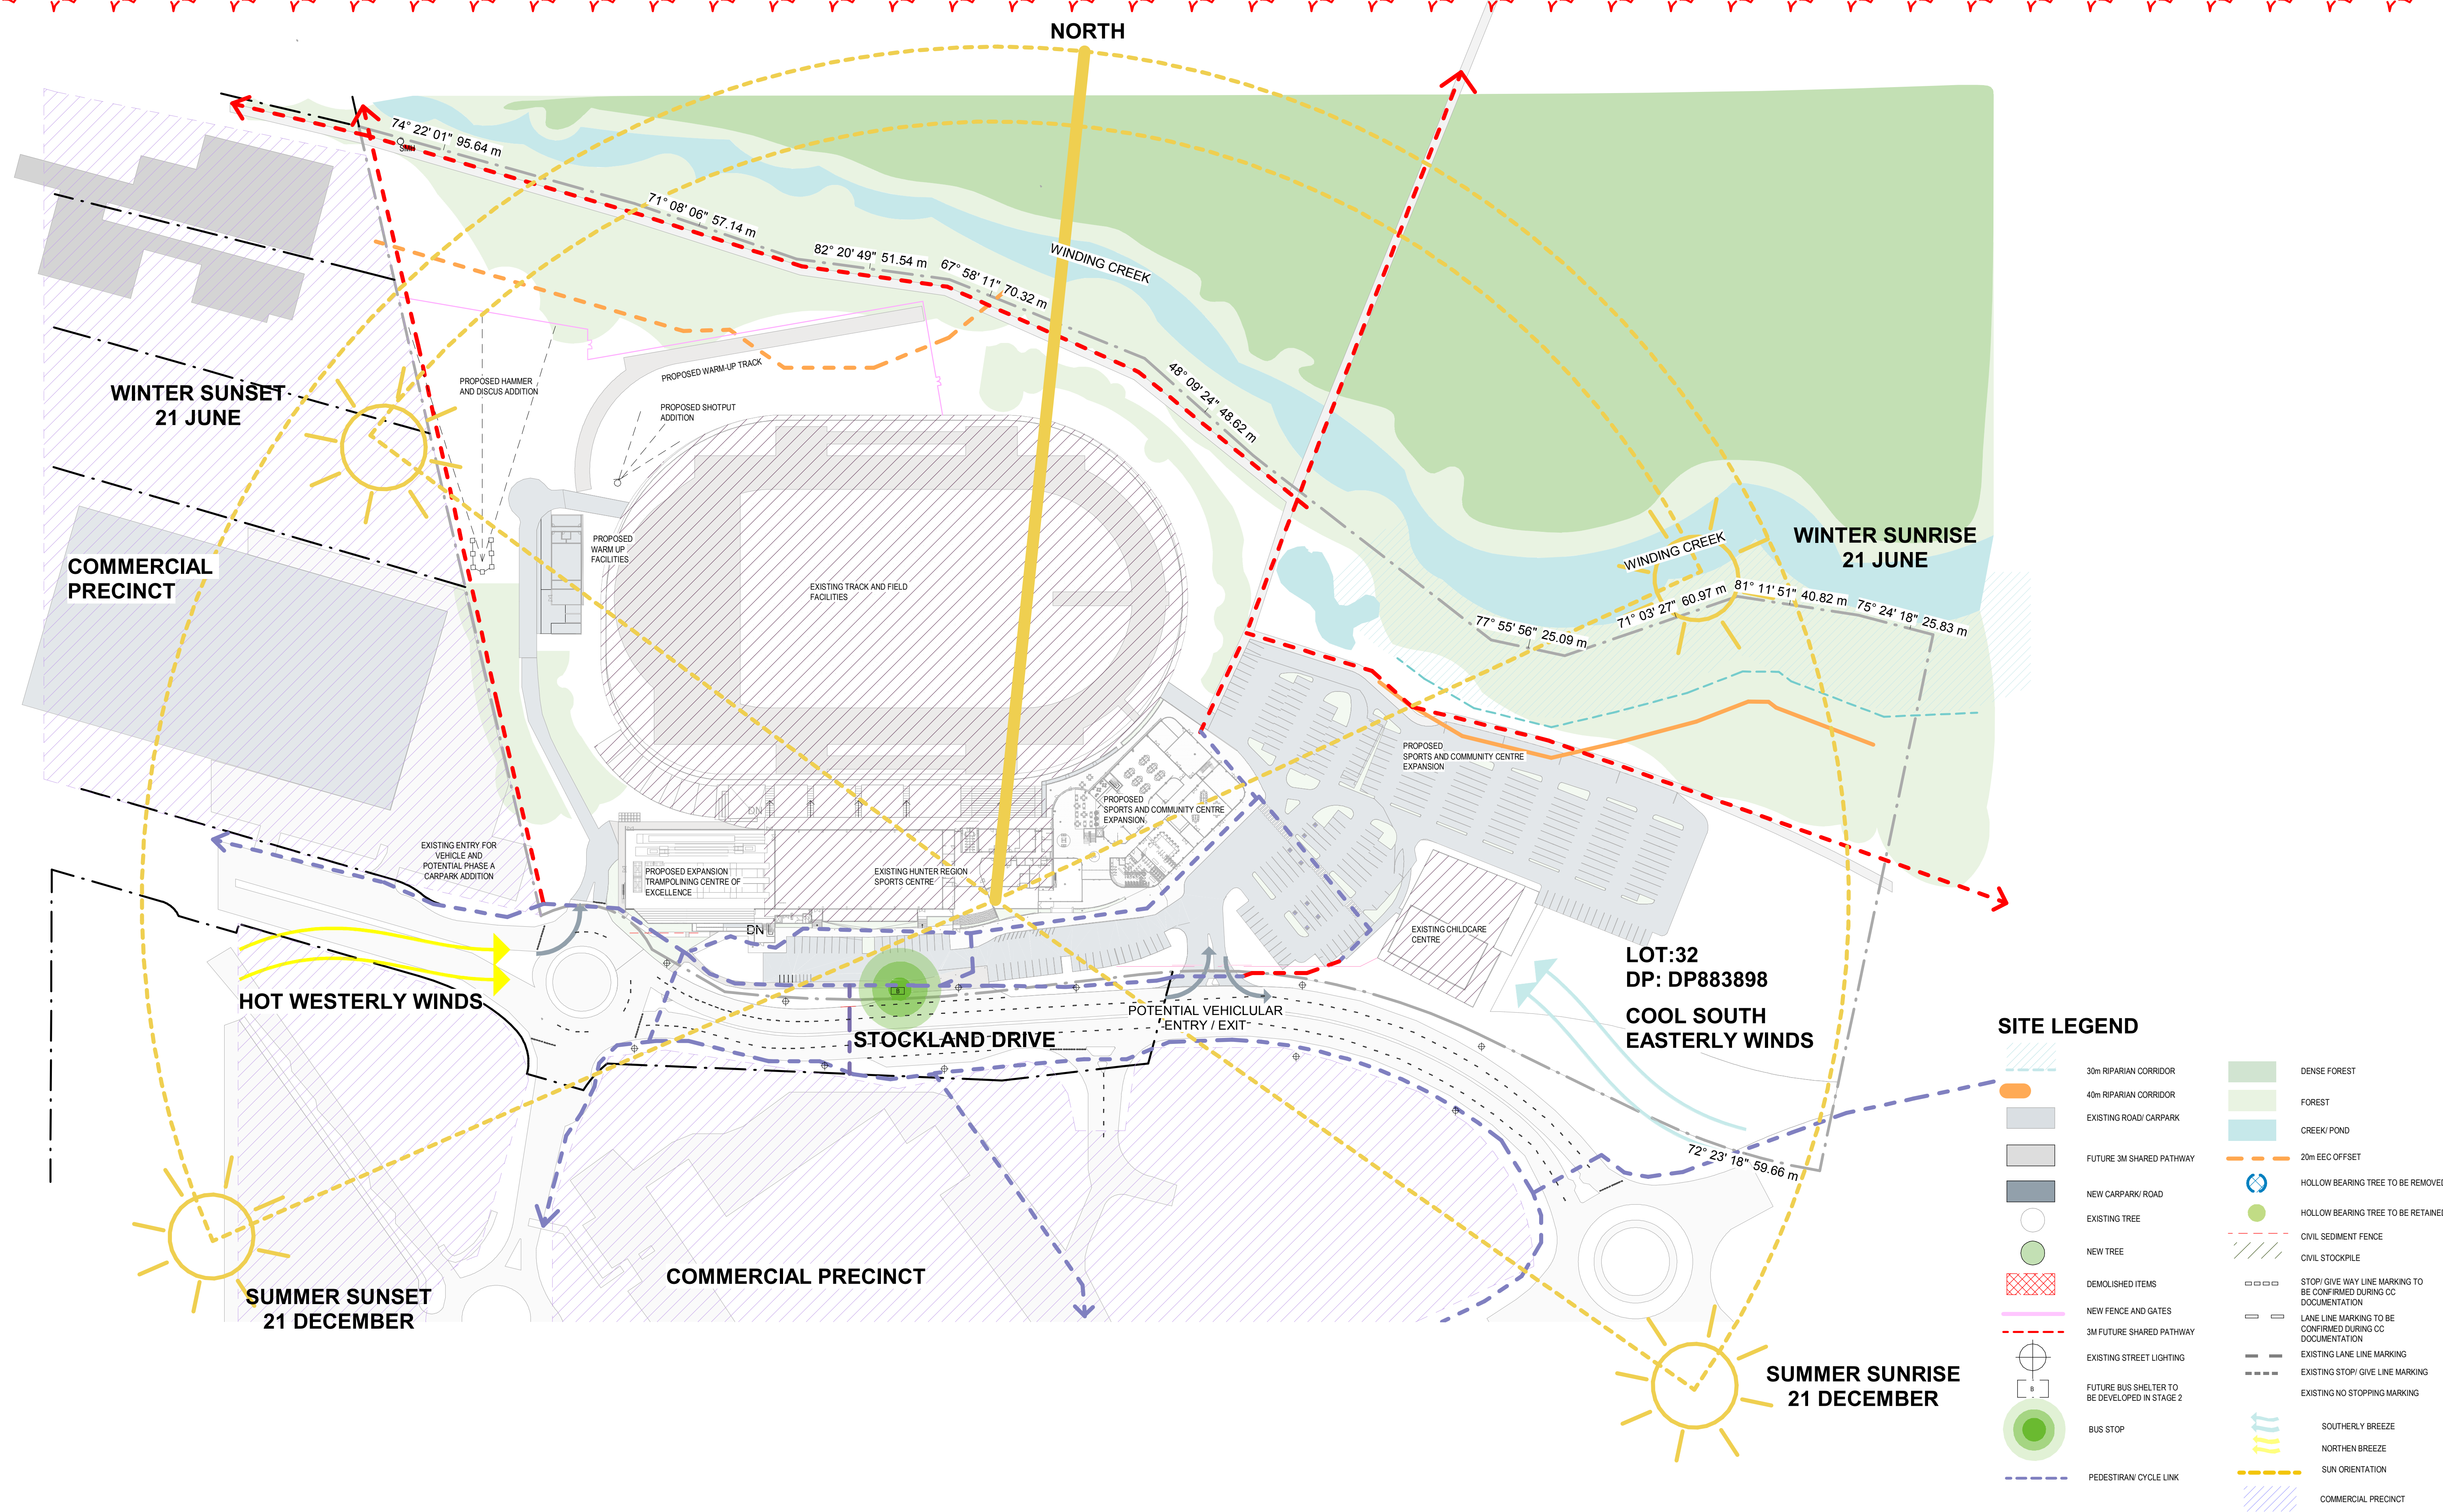 NORTH
74° 22' 01" 95.64 m
SMH
71° 08' 06" 57.14 m
82° 20' 49" 51.54 m
67° 58' 11" 70.32 m
WINDING CREEK
48° 09' 24" 48.62 m
WINTER SUNSET
21 JUNE
PROPOSED HAMMER
AND DISCUS ADDITION
PROPOSED WARM-UP TRACK
PROPOSED SHOTPUT
ADDITION
COMMERCIAL
PRECINCT
PROPOSED
WARM UP
FACILITIES
EXISTING TRACK AND FIELD
FACILITIES
WINDING CREEK
WINTER SUNRISE
21 JUNE
77° 55' 56" 25.09 m
71° 03' 27" 60.97 m
81° 11' 51" 40.82 m
75° 24' 18" 25.83 m
PROPOSED
SPORTS AND COMMUNITY CENTRE
EXPANSION
PROPOSED
SPORTS AND COMMUNITY CENTRE
EXPANSION
DN
EXISTING ENTRY FOR
VEHICLE AND
POTENTIAL PHASE A
CARPARK ADDITION
PROPOSED EXPANSION
TRAMPOLINING CENTRE OF
EXCELLENCE
EXISTING HUNTER REGION
SPORTS CENTRE
DN
EXISTING CHILDCARE
CENTRE
LOT:32
DP: DP883898
COOL SOUTH
EASTERLY WINDS
HOT WESTERLY WINDS
B
STOCKLAND DRIVE
POTENTIAL VEHICLULAR
ENTRY / EXIT
72° 23' 18" 59.66 m
COMMERCIAL PRECINCT
SUMMER SUNSET
21 DECEMBER
SUMMER SUNRISE
21 DECEMBER
SITE LEGEND
30m RIPARIAN CORRIDOR
40m RIPARIAN CORRIDOR
EXISTING ROAD/ CARPARK
FUTURE 3M SHARED PATHWAY
NEW CARPARK/ ROAD
EXISTING TREE
NEW TREE
DEMOLISHED ITEMS
NEW FENCE AND GATES
3M FUTURE SHARED PATHWAY
EXISTING STREET LIGHTING
B
FUTURE BUS SHELTER TO
BE DEVELOPED IN STAGE 2
BUS STOP
PEDESTIRAN/ CYCLE LINK
DENSE FOREST
FOREST
CREEK/ POND
20m EEC OFFSET
HOLLOW BEARING TREE TO BE REMOVED
HOLLOW BEARING TREE TO BE RETAINED
CIVIL SEDIMENT FENCE
CIVIL STOCKPILE
STOP/ GIVE WAY LINE MARKING TO
BE CONFIRMED DURING CC
DOCUMENTATION
LANE LINE MARKING TO BE
CONFIRMED DURING CC
DOCUMENTATION
EXISTING LANE LINE MARKING
EXISTING STOP/ GIVE LINE MARKING
EXISTING NO STOPPING MARKING
SOUTHERLY BREEZE
NORTHEN BREEZE
SUN ORIENTATION
COMMERCIAL PRECINCT